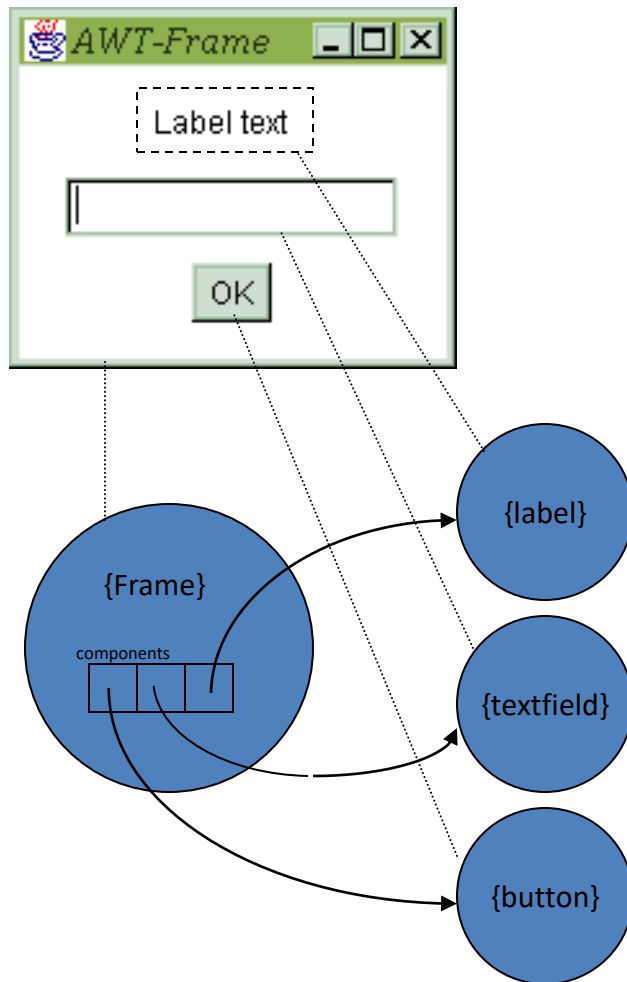 AWT-Frame
Label text
OK
{label}
{Frame}
components
{textfield}
{button}